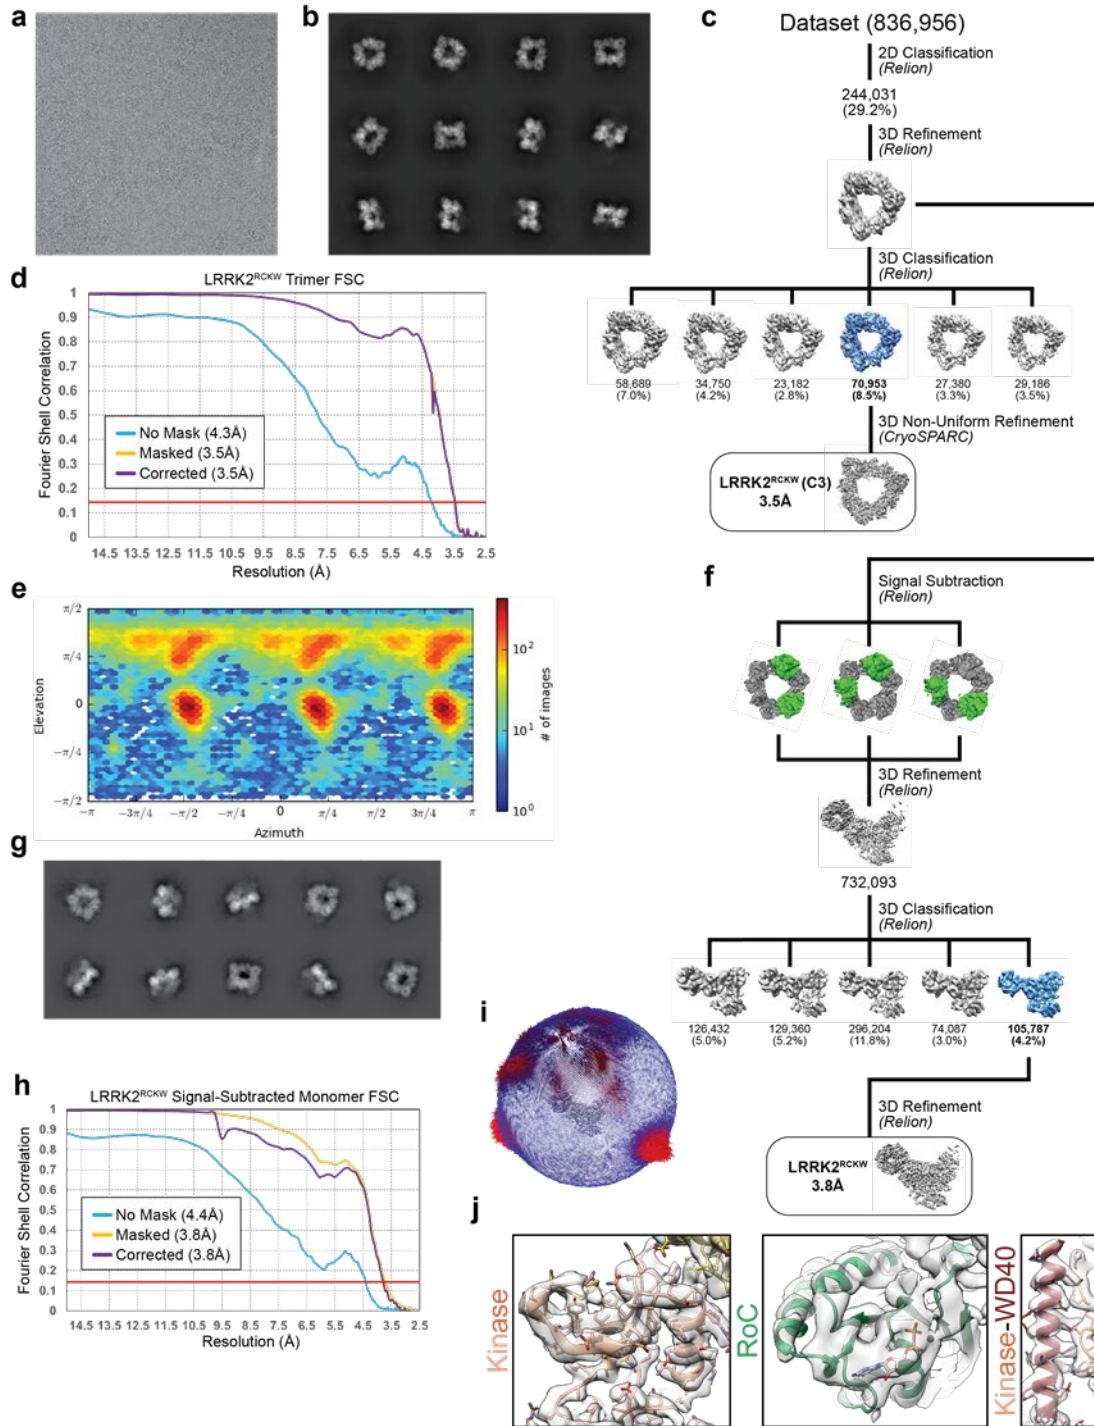 a
b
c
Dataset (836,956)
2D Classification
(Relion)
244,031
(29.2%)
3D Refinement
(Relion)
3D Classification
(Relion)
58,689
(7.0%)
34,750
(4.2%)
23,182
(2.8%)
70,953
(8.5%)
27,380
(3.3%)
29,186
(3.5%)
3D Non-Uniform Refinement
(CryoSPARC)
LRRK2RCKW (C3)
3.5Å
d
LRRK2RCKW Trimer FSC
Fourier Shell Correlation
1
0.9
0.8
0.7
0.6
0.5
0.4
0.3
0.2
0.1
0
No Mask (4.3Å)
Masked (3.5Å)
Corrected (3.5Å)
14.5 13.5 12.5 11.5 10.5 9.5 8.5 7.5 6.5 5.5 4.5 3.5 2.5
Resolution (Å)
e
Elevation
π/2
π/4
0
−π/4
−π/2
−π −3π/4 −π/2 0 π/4 π/2 3π/4 π
Azimuth
10²
10¹
10⁰
# of images
f
Signal Subtraction
(Relion)
3D Refinement
(Relion)
732,093
3D Classification
(Relion)
126,432
(5.0%)
129,360
(5.2%)
296,204
(11.8%)
74,087
(3.0%)
105,787
(4.2%)
3D Refinement
(Relion)
LRRK2RCKW
3.8Å
g
h
LRRK2RCKW Signal-Subtracted Monomer FSC
Fourier Shell Correlation
1
0.9
0.8
0.7
0.6
0.5
0.4
0.3
0.2
0.1
0
No Mask (4.4Å)
Masked (3.8Å)
Corrected (3.8Å)
14.5 13.5 12.5 11.5 10.5 9.5 8.5 7.5 6.5 5.5 4.5 3.5 2.5
Resolution (Å)
i
j
Kinase
RoC
Kinase-WD40